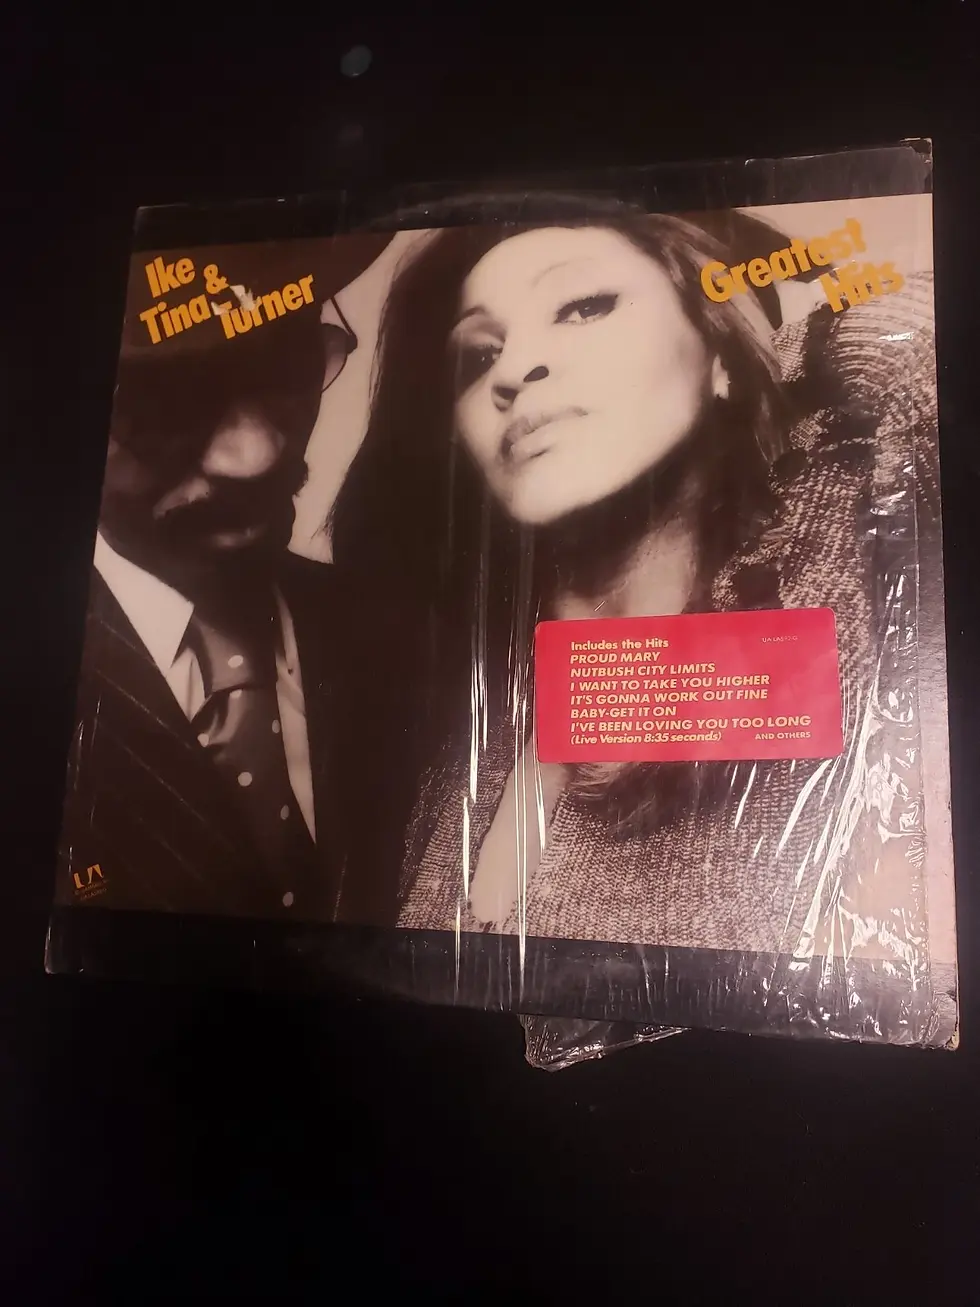 Ike &
Tina Turner
Greatest
Hits
Includes the Hits
PROUD MARY
NUTBUSH CITY LIMITS
I WANT TO TAKE YOU HIGHER
IT'S GONNA WORK OUT FINE
BABY-GET IT ON
I'VE BEEN LOVING YOU TOO LONG
(Live Version 8:35 seconds) AND OTHERS
UA